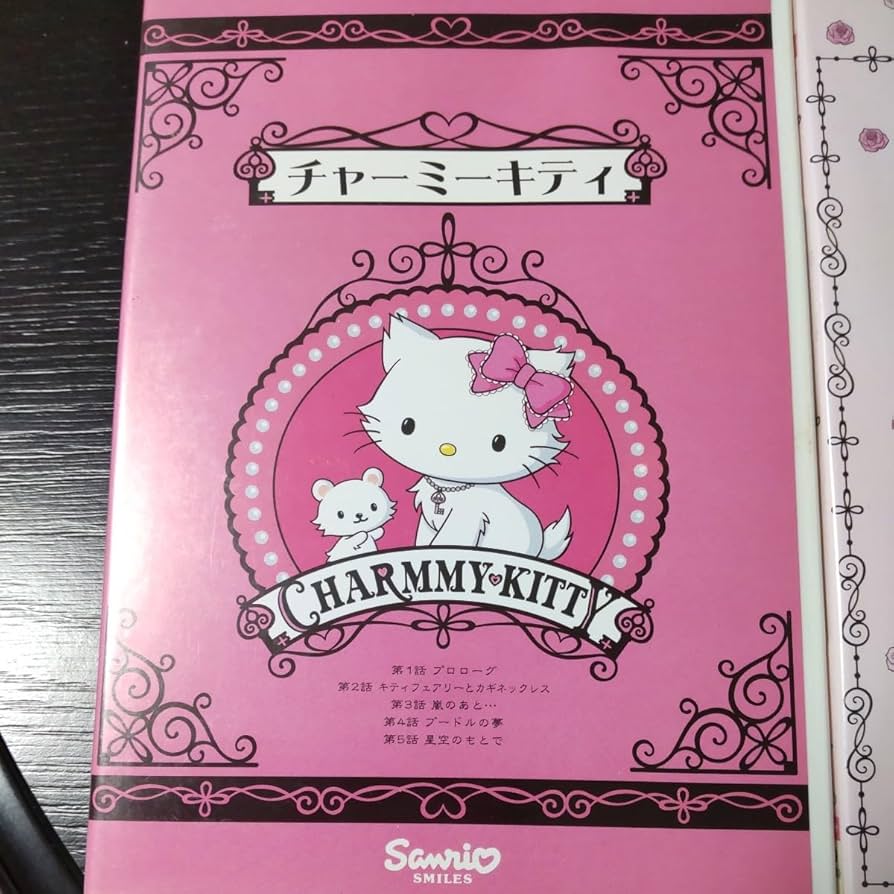 チャーミーキティ
CHARMMY KITTY
第1話 プロローグ
第2話 キティフェアリーとカギネックレス
第3話 嵐のあと…
第4話 プードルの夢
第5話 星空のもとで
Sanrio
SMILES